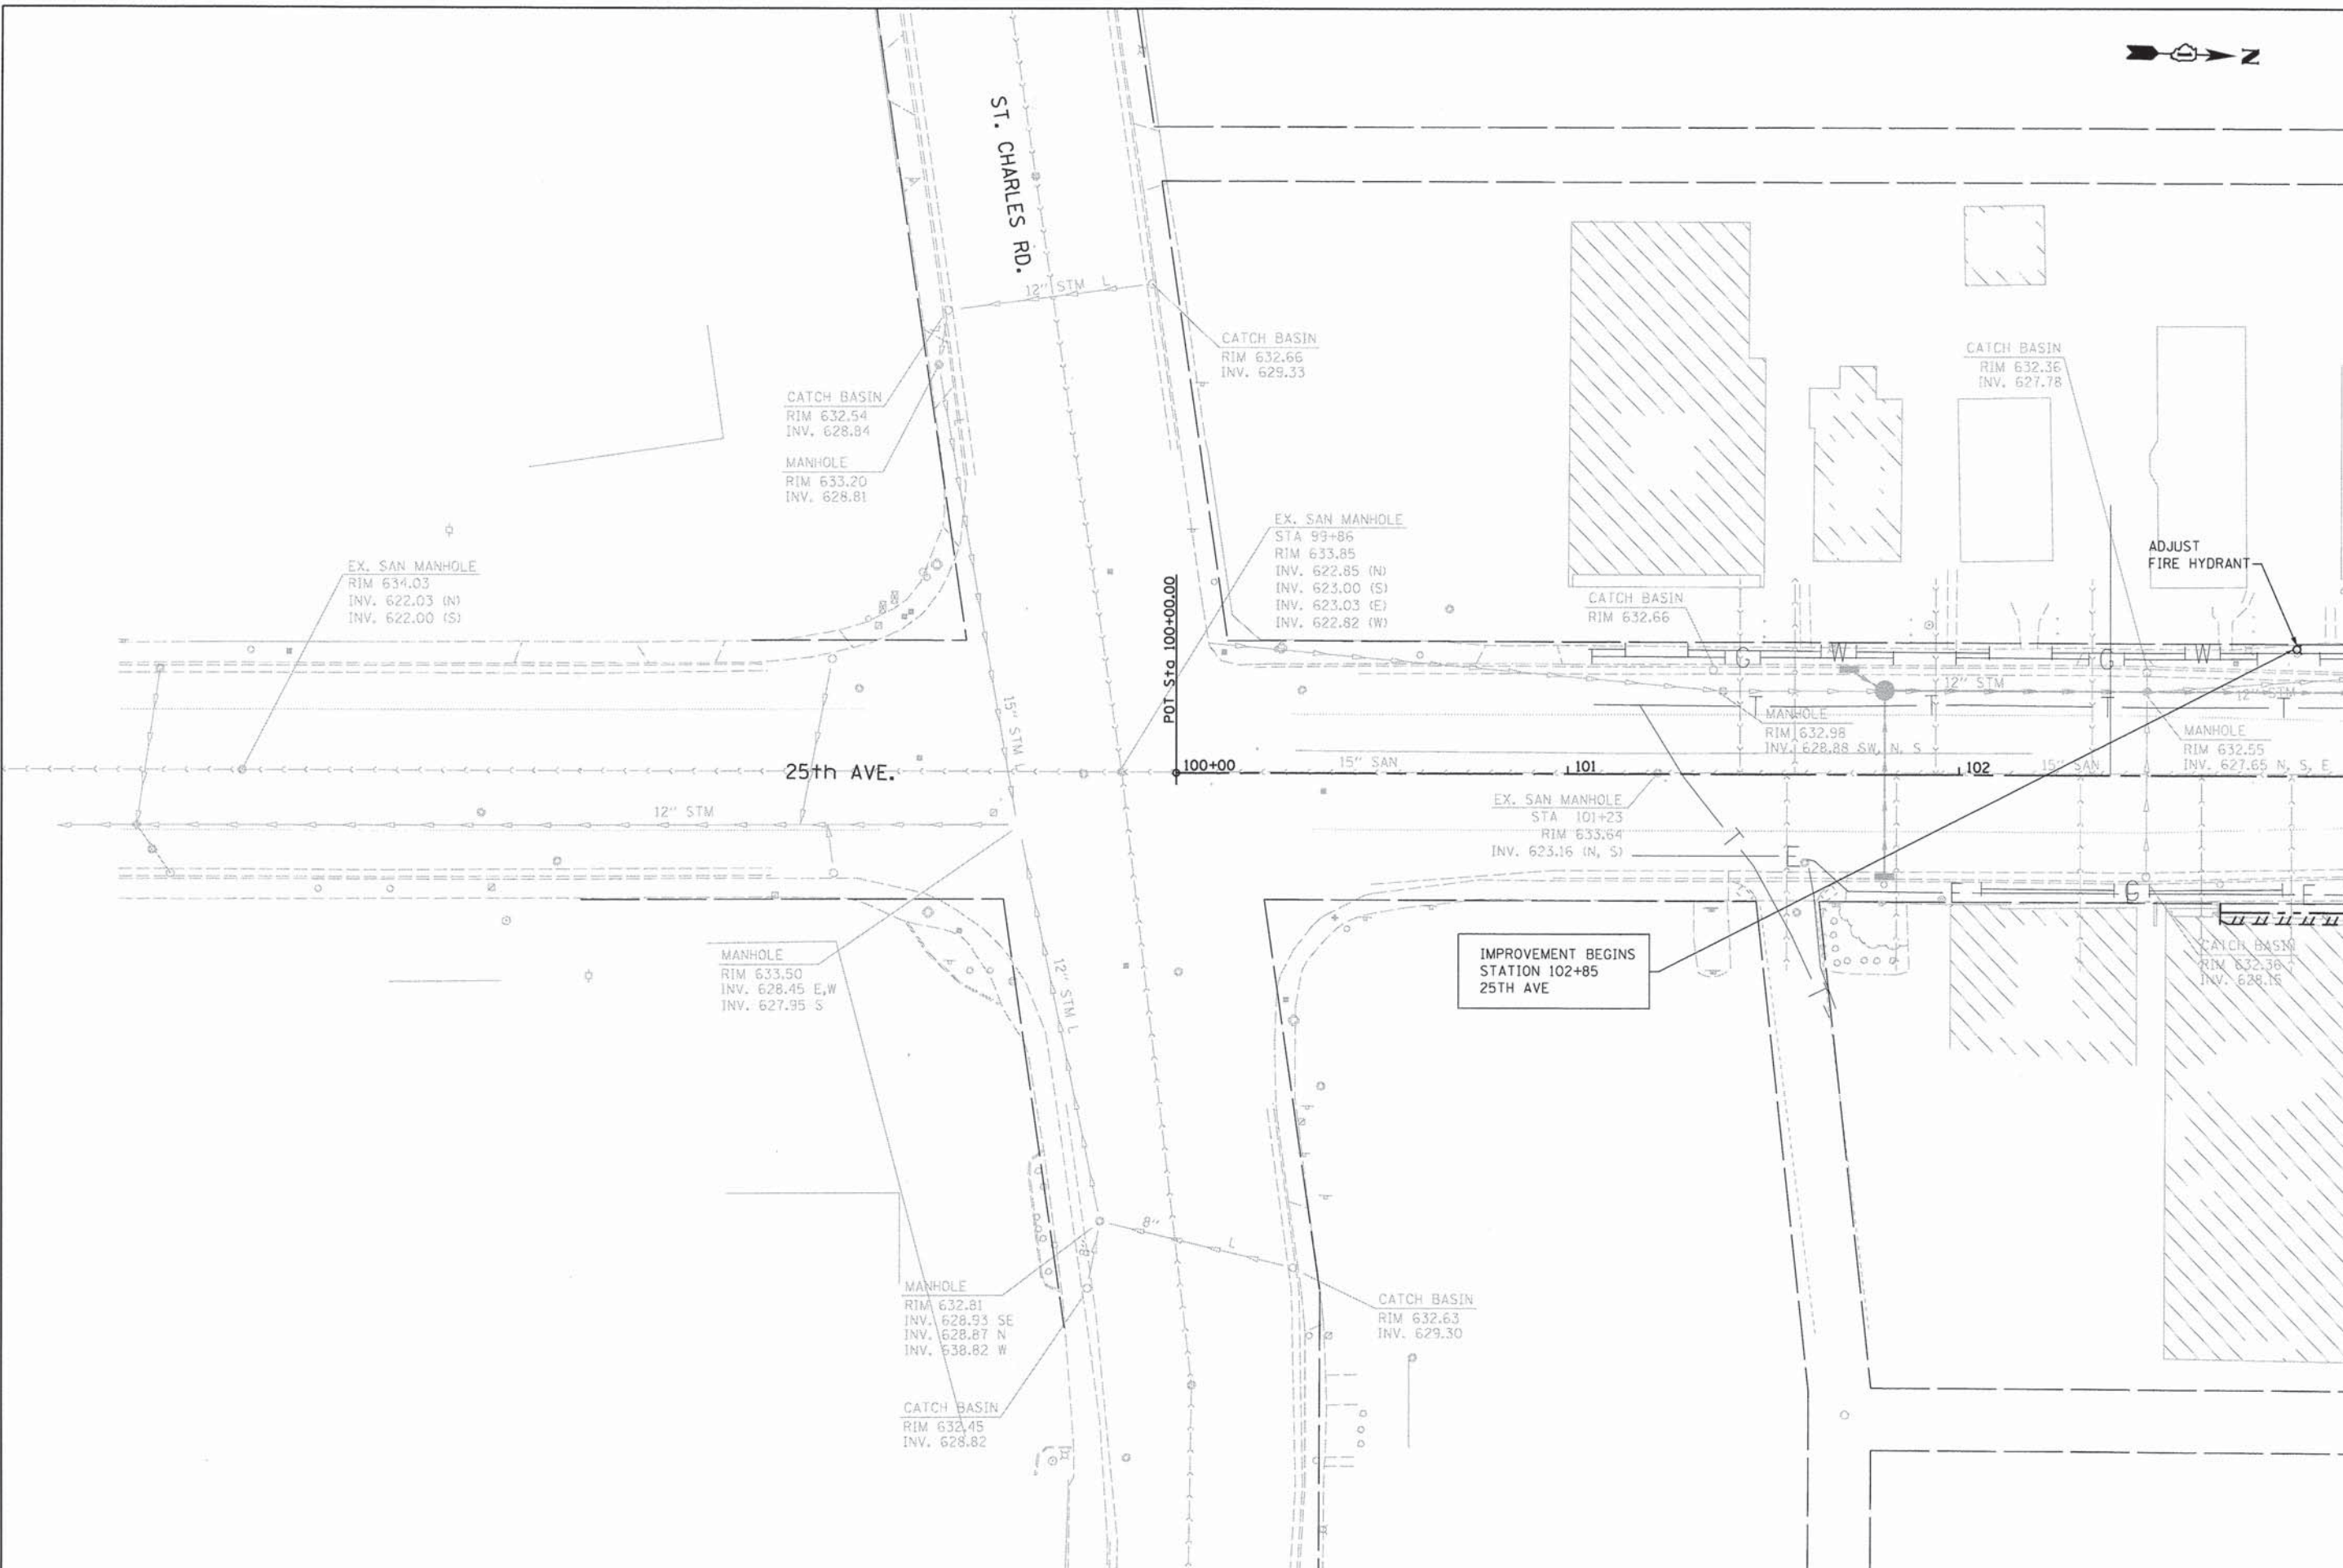 N
ST. CHARLES RD.
12" STM L
CATCH BASIN
RIM 632.66
INV. 629.33
CATCH BASIN
RIM 632.36
INV. 627.78
CATCH BASIN
RIM 632.54
INV. 628.84
MANHOLE
RIM 633.20
INV. 628.81
EX. SAN MANHOLE
STA 99+86
RIM 633.85
INV. 622.85 (N)
INV. 623.00 (S)
INV. 623.03 (E)
INV. 622.82 (W)
EX. SAN MANHOLE
RIM 634.03
INV. 622.03 (N)
INV. 622.00 (S)
ADJUST
FIRE HYDRANT
CATCH BASIN
RIM 632.66
POT Sta 100+00.00
G
W
G
W
12" STM
12" STM
T
T
T
T
MANHOLE
RIM 632.98
INV. 628.88 SW, N, S
MANHOLE
RIM 632.55
INV. 627.65 N, S, E
15" STM L
25th AVE.
100+00
15" SAN
101
102
15" SAN
12" STM
EX. SAN MANHOLE
STA 101+23
RIM 633.64
INV. 623.16 (N, S)
T
E
E
G
E
MANHOLE
RIM 633.50
INV. 628.45 E,W
INV. 627.95 S
12" STM L
IMPROVEMENT BEGINS
STATION 102+85
25TH AVE
T
CATCH BASIN
RIM 632.36
INV. 628.15
8"
L
8"
MANHOLE
RIM 632.81
INV. 628.93 SE
INV. 628.87 N
INV. 638.82 W
CATCH BASIN
RIM 632.63
INV. 629.30
CATCH BASIN
RIM 632.45
INV. 628.82